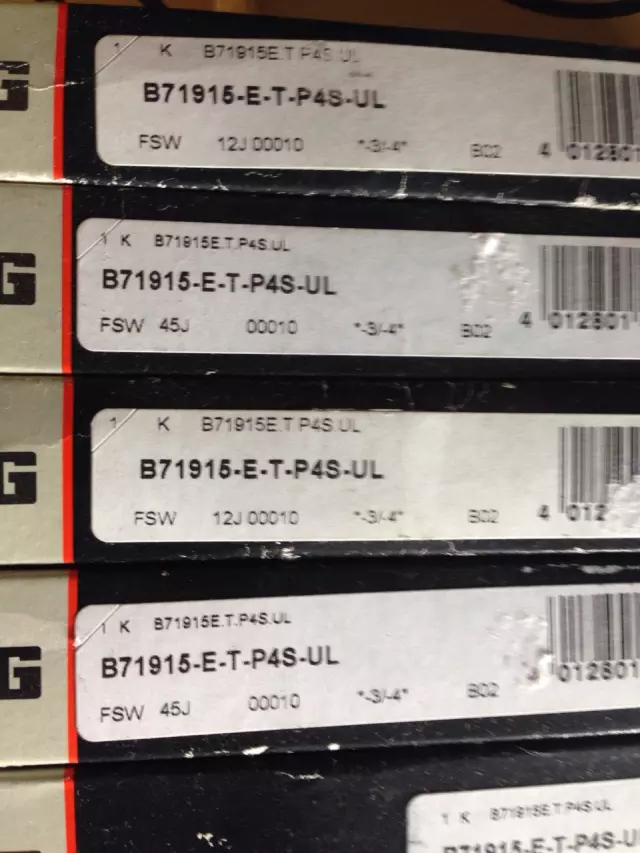 G
1 K B71915E.T.P4S.UL
B71915-E-T-P4S-UL
FSW 12J 00010 *-3/-4* B02
4 012801
G
1 K B71915E.T.P4S.UL
B71915-E-T-P4S-UL
FSW 45J 00010 *-3/-4* B02
4 012801
G
1 K B71915E.T.P4S.UL
B71915-E-T-P4S-UL
FSW 12J 00010 *-3/-4* B02
4 012
G
1 K B71915E.T.P4S.UL
B71915-E-T-P4S-UL
FSW 45J 00010 *-3/-4* B02
012801
1 K B71915E.T.P4S.UL
B71915-E-T-P4S-U